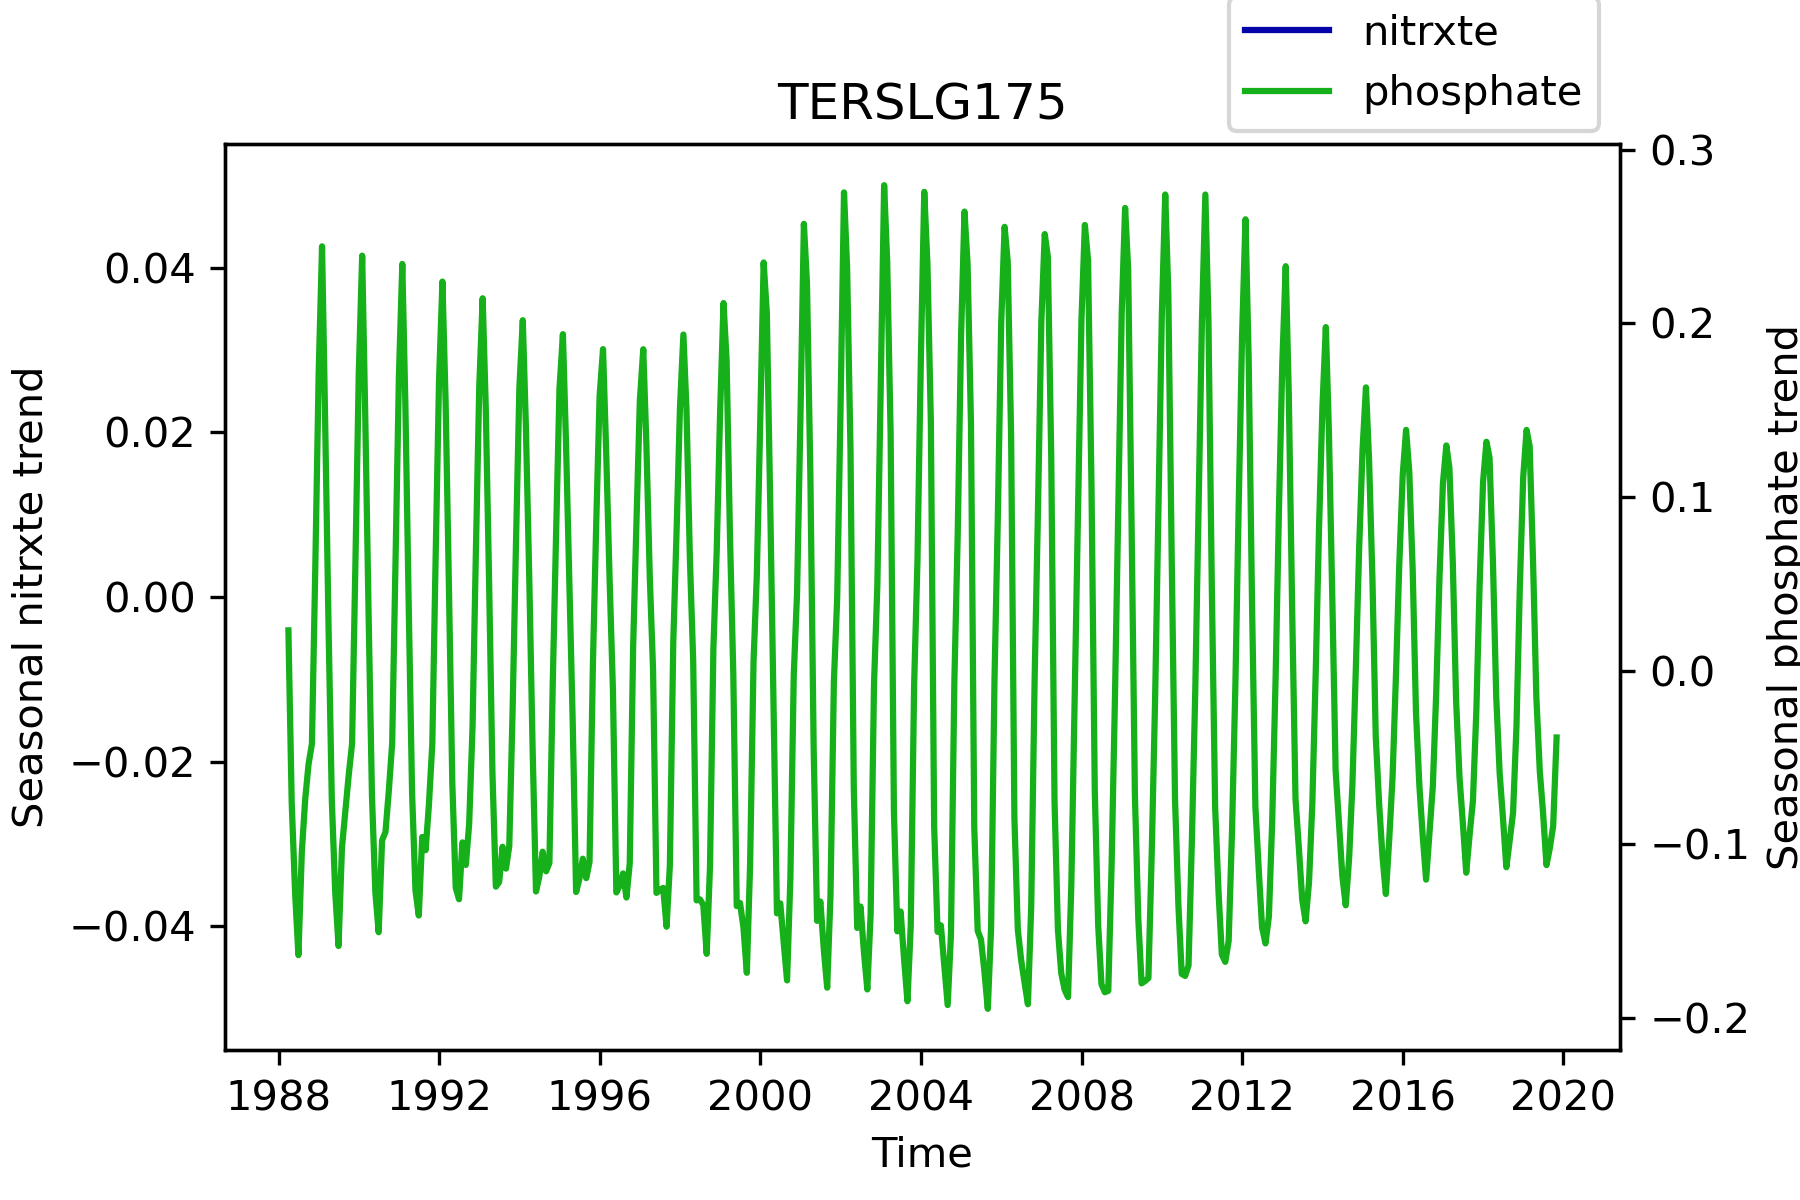 nitrxte
phosphate
TERSLG175
Seasonal nitrxte trend
0.04
0.02
0.00
−0.02
−0.04
0.3
0.2
0.1
0.0
−0.1
−0.2
Seasonal phosphate trend
1988 1992 1996 2000 2004 2008 2012 2016 2020
Time